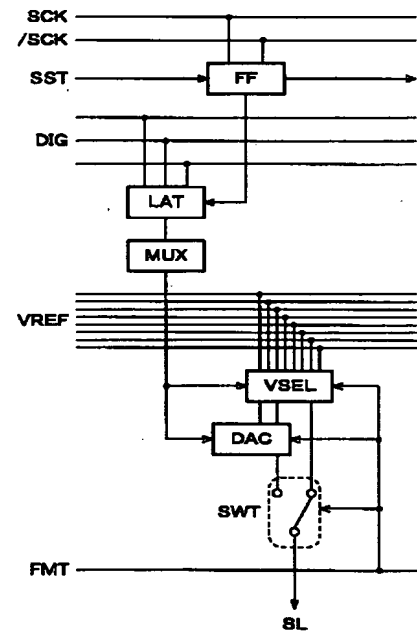 SCK
/SCK
SST
FF
DIG
LAT
MUX
VREF
VSEL
DAC
SWT
FMT
SL